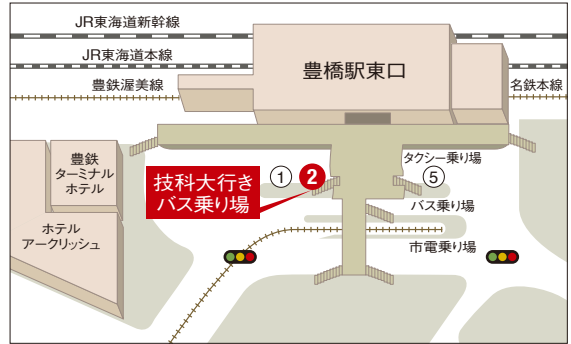 JR東海道新幹線
JR東海道本線
豊鉄渥美線
豊橋駅東口
名鉄本線
豊鉄
ターミナル
ホテル
ホテル
アークリッシュ
技科大行き
バス乗り場
1
2
タクシー乗り場
5
バス乗り場
市電乗り場